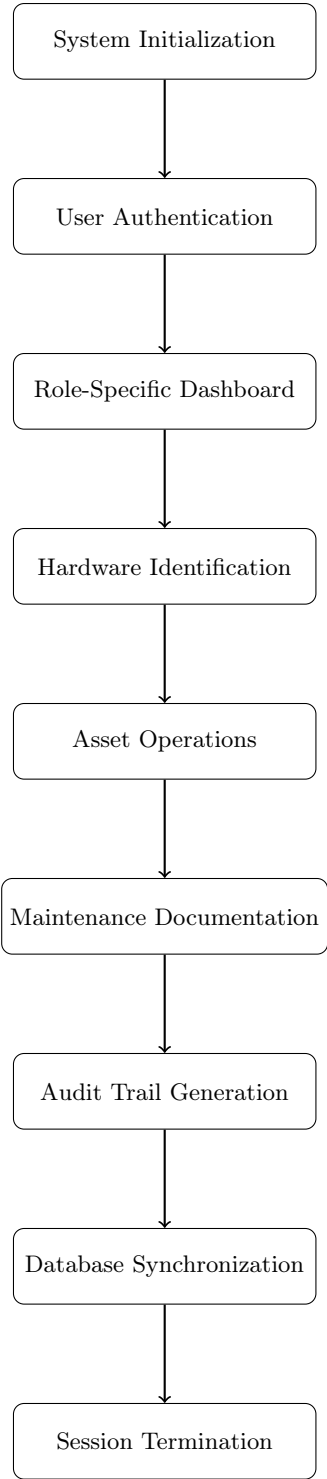 System Initialization
User Authentication
Role-Specific Dashboard
Hardware Identification
Asset Operations
Maintenance Documentation
Audit Trail Generation
Database Synchronization
Session Termination